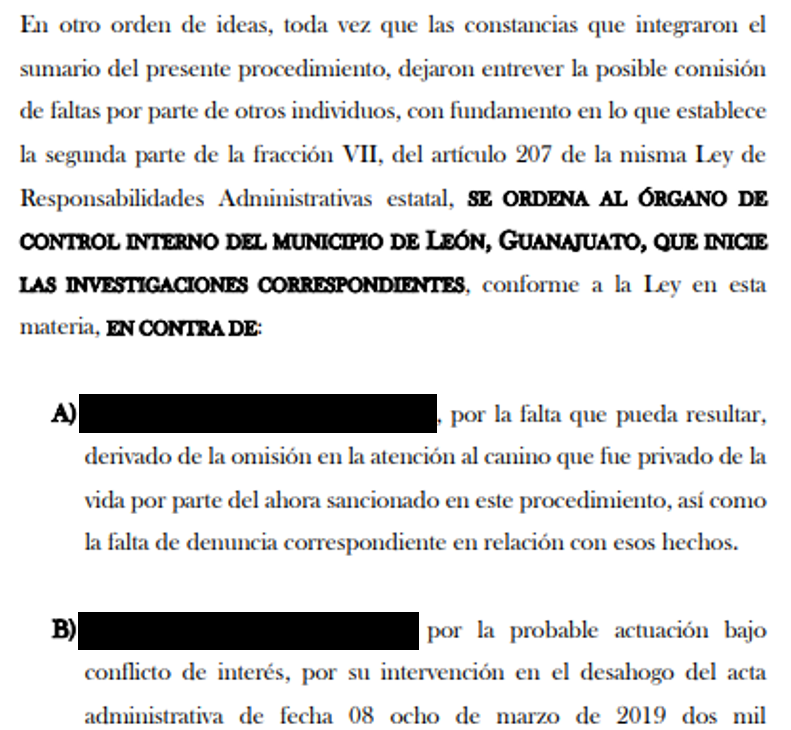 En otro orden de ideas, toda vez que las constancias que integraron el
sumario del presente procedimiento, dejaron entrever la posible comisión
de faltas por parte de otros individuos, con fundamento en lo que establece
la segunda parte de la fracción VII, del artículo 207 de la misma Ley de
Responsabilidades Administrativas estatal, SE ORDENA AL ÓRGANO DE
CONTROL INTERNO DEL MUNICIPIO DE LEÓN, GUANAJUATO, QUE INICIE
LAS INVESTIGACIONES CORRESPONDIENTES, conforme a la Ley en esta
materia, EN CONTRA DE:
A) , por la falta que pueda resultar,
derivado de la omisión en la atención al canino que fue privado de la
vida por parte del ahora sancionado en este procedimiento, así como
la falta de denuncia correspondiente en relación con esos hechos.
B) por la probable actuación bajo
conflicto de interés, por su intervención en el desahogo del acta
administrativa de fecha 08 ocho de marzo de 2019 dos mil